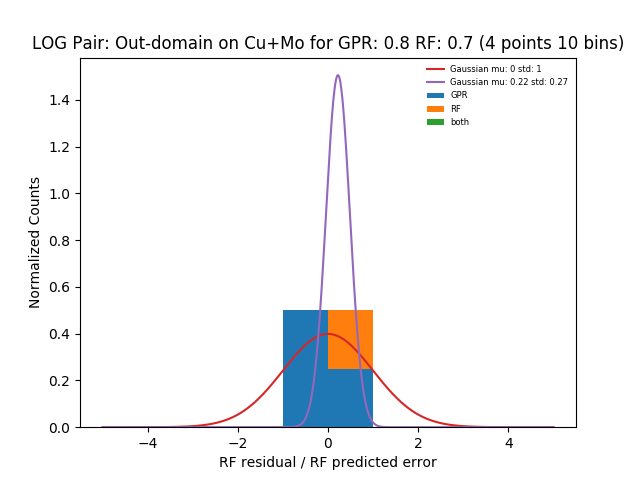 LOG Pair: Out-domain on Cu+Mo for GPR: 0.8 RF: 0.7 (4 points 10 bins)
Gaussian mu: 0 std: 1
Gaussian mu: 0.22 std: 0.27
GPR
RF
both
Normalized Counts
1.4
1.2
1.0
0.8
0.6
0.4
0.2
0.0
−4
−2
0
2
4
RF residual / RF predicted error